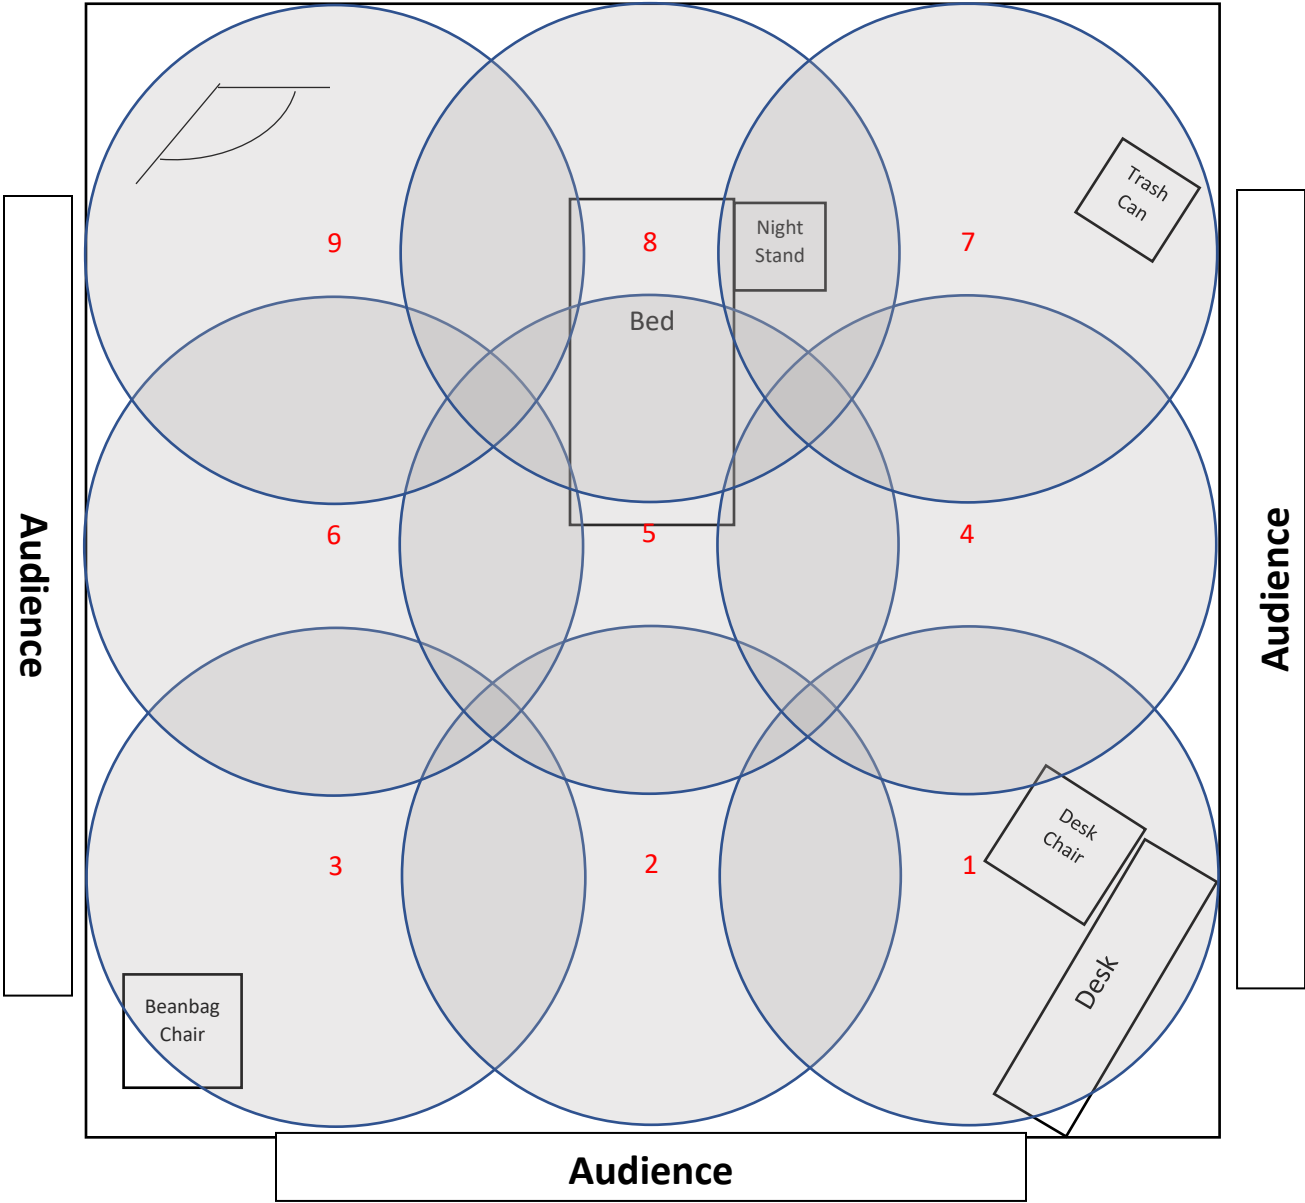 Trash
Can
Night
Stand
9
8
7
Bed
6
5
4
Audience
Audience
Desk
Chair
3
2
1
Desk
Beanbag
Chair
Audience